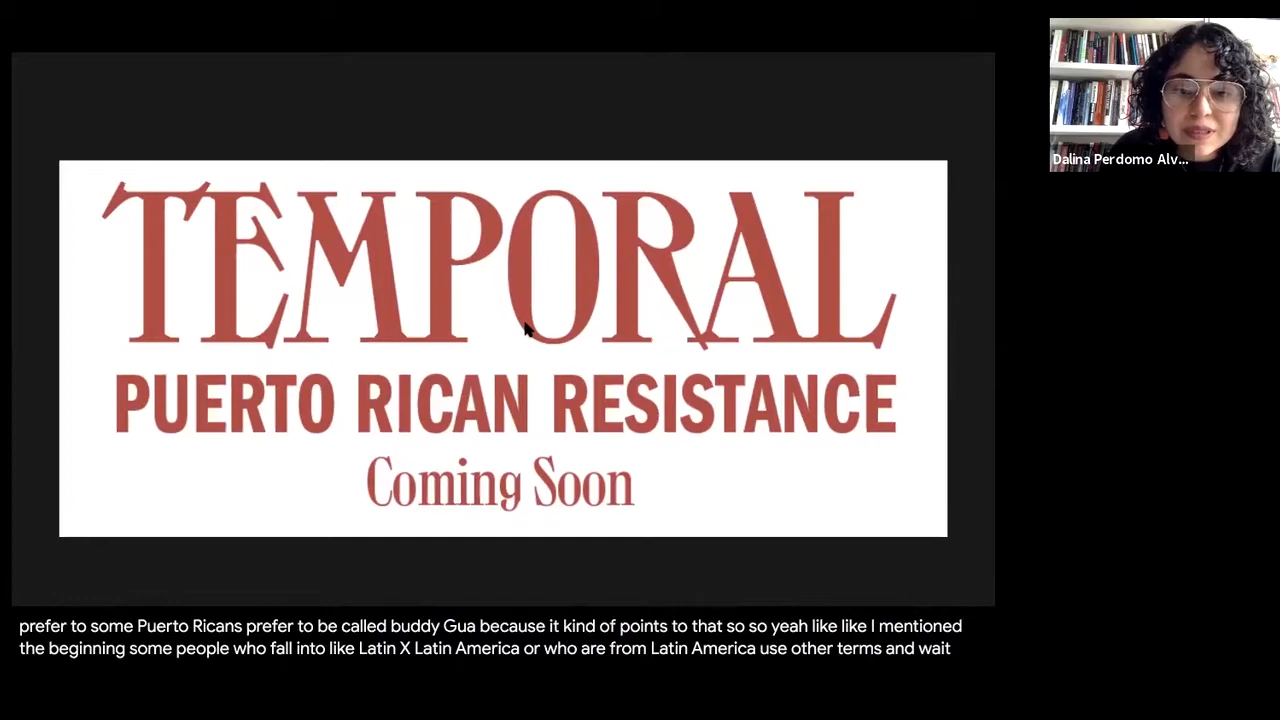 Dalina Perdomo Alv...
TEMPORAL
PUERTO RICAN RESISTANCE
Coming Soon
prefer to some Puerto Ricans prefer to be called buddy Gua because it kind of points to that so so yeah like like I mentioned
the beginning some people who fall into like Latin X Latin America or who are from Latin America use other terms and wait